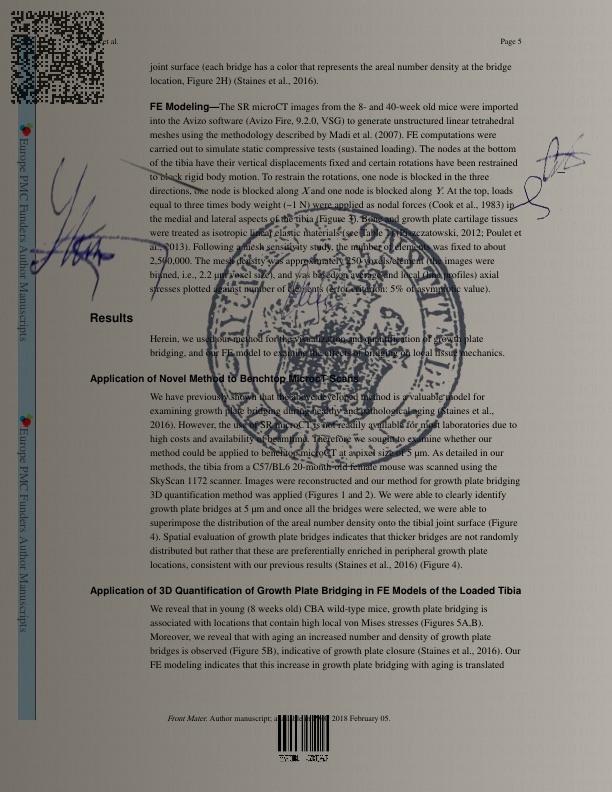 et al.
Page 5
joint surface (each bridge has a color that represents the areal number density at the bridge
location, Figure 2H) (Staines et al., 2016).
FE Modeling—The SR microCT images from the 8- and 40-week old mice were imported
into the Avizo software (Avizo Fire, 9.2.0, VSG) to generate unstructured linear tetrahedral
meshes using the methodology described by Madi et al. (2007). FE computations were
carried out to simulate static compressive tests (sustained loading). The nodes at the bottom
of the tibia have their vertical displacements fixed and certain rotations have been restrained
to block rigid body motion. To restrain the rotations, one node is blocked in the three
directions, one node is blocked along X and one node is blocked along Y. At the top, loads
equal to three times body weight (~1 N) were applied as nodal forces (Cook et al., 1983) in
the medial and lateral aspects of the tibia (Figure 3). Bone and growth plate cartilage tissues
were treated as isotropic linear elastic materials (see Table 1) (Piszczatowski, 2012; Poulet et
al., 2013). Following a mesh sensitivity study, the number of elements was fixed to about
2,500,000. The mesh density was approximately 250 voxels/element (the images were
binned, i.e., 2.2 μm voxel size), and was based on average and local (line profiles) axial
stresses plotted against number of elements (error criterion: 5% of asymptotic value).
Results
Herein, we used our method for the visualization and quantification of growth plate
bridging, and our FE model to examine the effects of bridging on local tissue mechanics.
Application of Novel Method to Benchtop MicroCT Scans
We have previously shown that the above developed method is a valuable model for
examining growth plate bridging during healthy and pathological aging (Staines et al.,
2016). However, the use of SR microCT is not readily available for most laboratories due to
high costs and availability of beamtime. Therefore we sought to examine whether our
method could be applied to benchtop microCT at a pixel size of 5 μm. As detailed in our
methods, the tibia from a C57/BL6 20-month-old female mouse was scanned using the
SkyScan 1172 scanner. Images were reconstructed and our method for growth plate bridging
3D quantification method was applied (Figures 1 and 2). We were able to clearly identify
growth plate bridges at 5 μm and once all the bridges were selected, we were able to
superimpose the distribution of the areal number density onto the tibial joint surface (Figure
4). Spatial evaluation of growth plate bridges indicates that thicker bridges are not randomly
distributed but rather that these are preferentially enriched in peripheral growth plate
locations, consistent with our previous results (Staines et al., 2016) (Figure 4).
Application of 3D Quantification of Growth Plate Bridging in FE Models of the Loaded Tibia
We reveal that in young (8 weeks old) CBA wild-type mice, growth plate bridging is
associated with locations that contain high local von Mises stresses (Figures 5A,B).
Moreover, we reveal that with aging an increased number and density of growth plate
bridges is observed (Figure 5B), indicative of growth plate closure (Staines et al., 2016). Our
FE modeling indicates that this increase in growth plate bridging with aging is translated
Front Mater. Author manuscript; available in 2018 February 05.
Europe PMC Funders Author Manuscripts
Europe PMC Funders Author Manuscripts